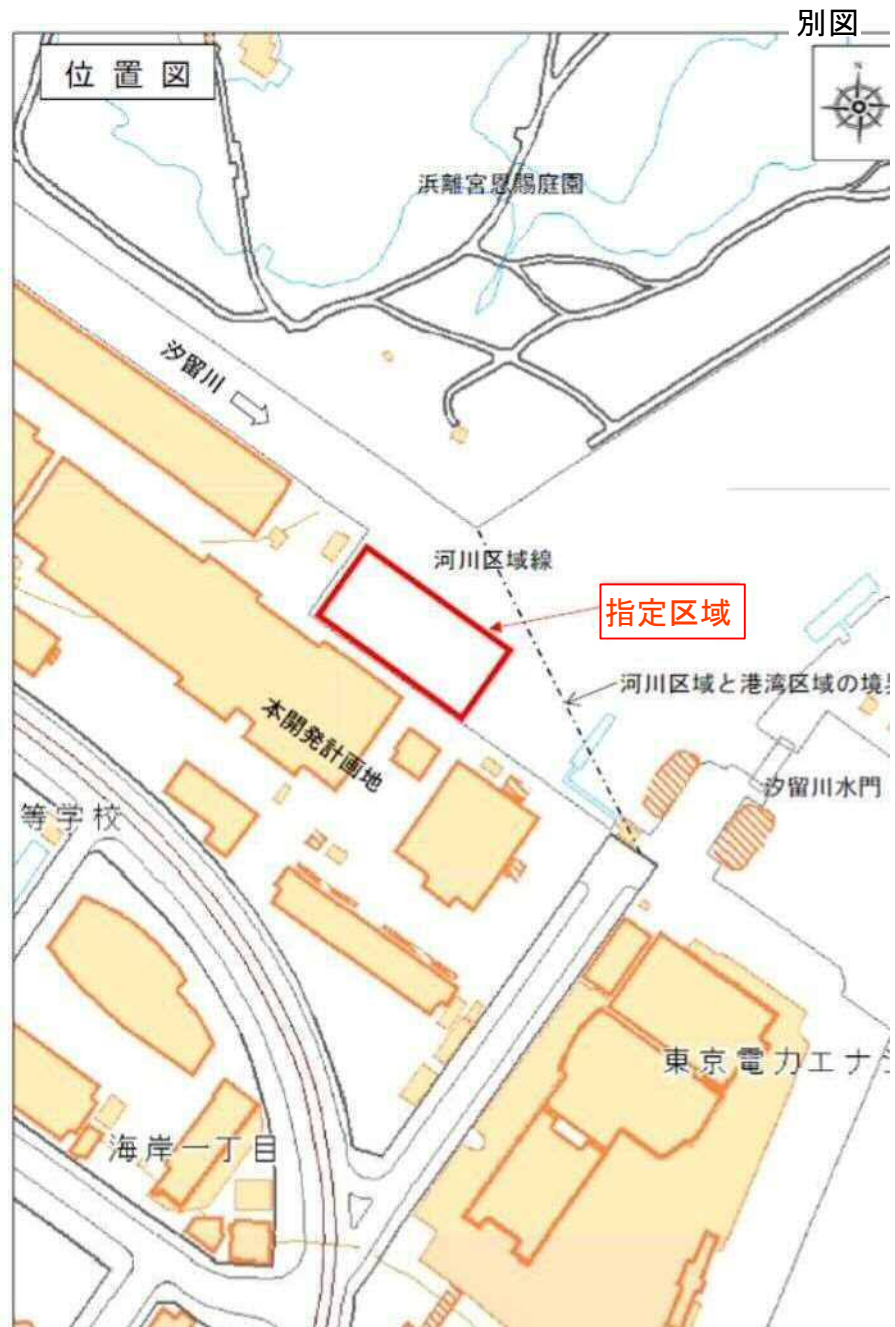 別図
位置図
N
浜離宮恩賜庭園
汐留川
河川区域線
指定区域
河川区域と港湾区域の境界
本開発計画地
汐留川水門
等学校
東京電力エナジ
海岸一丁目